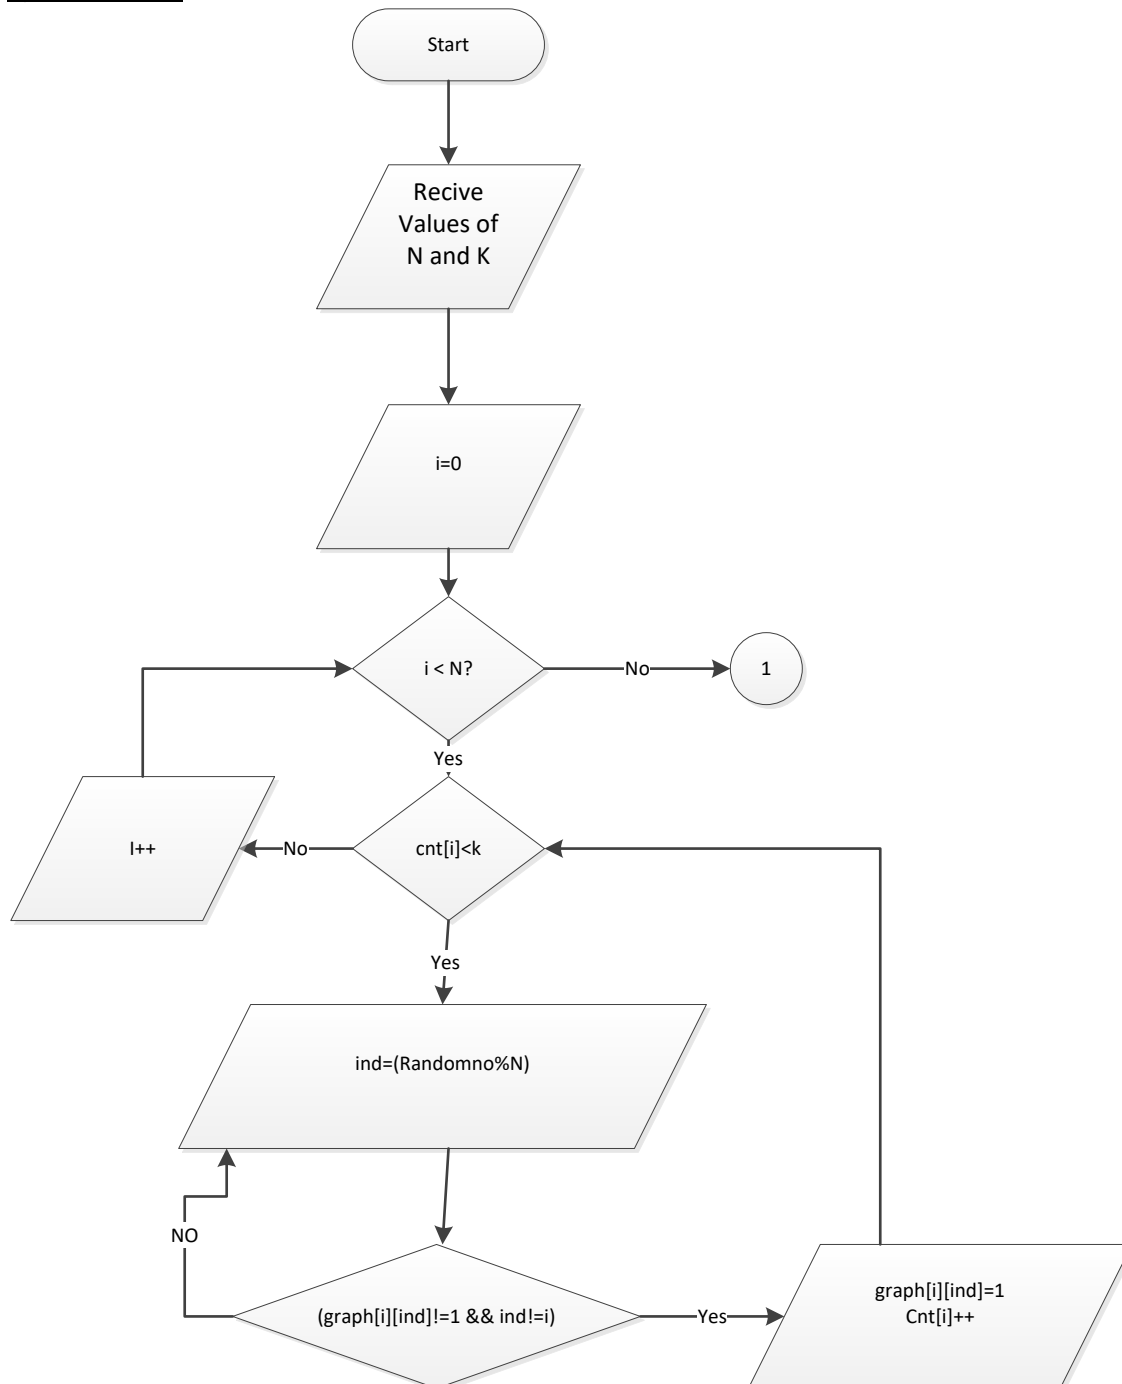 Start
Recive
Values of
N and K
i=0
i < N?
No
1
Yes
I++
No
cnt[i]<k
Yes
ind=(Randomno%N)
NO
(graph[i][ind]!=1 && ind!=i)
Yes
graph[i][ind]=1
Cnt[i]++